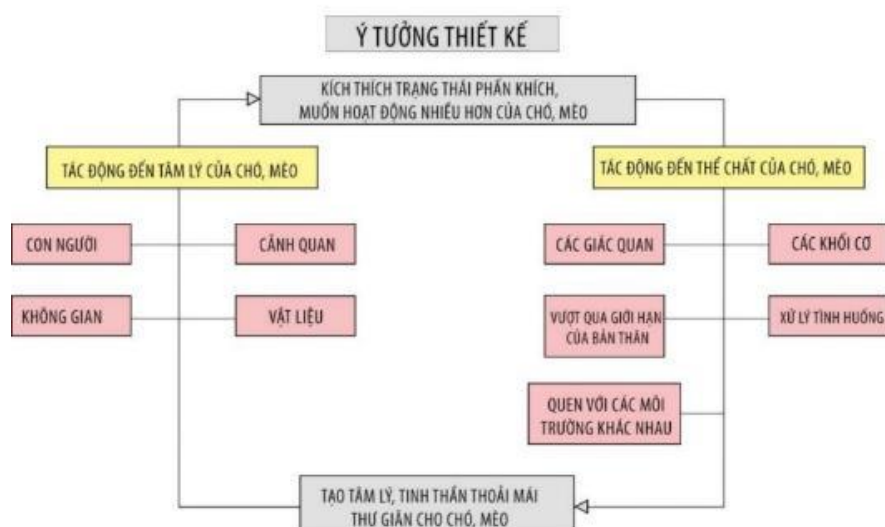 Ý TƯỞNG THIẾT KẾ
KÍCH THÍCH TRẠNG THÁI PHẤN KHÍCH,
MUỐN HOẠT ĐỘNG NHIỀU HƠN CỦA CHÓ, MÈO
TÁC ĐỘNG ĐẾN TÂM LÝ CỦA CHÓ, MÈO
TÁC ĐỘNG ĐẾN THỂ CHẤT CỦA CHÓ, MÈO
CON NGƯỜI
CẢNH QUAN
CÁC GIÁC QUAN
CÁC KHỐI CƠ
KHÔNG GIAN
VẬT LIỆU
VƯỢT QUA GIỚI HẠN
CỦA BẢN THÂN
XỬ LÝ TÌNH HUỐNG
QUEN VỚI CÁC MÔI
TRƯỜNG KHÁC NHAU
TẠO TÂM LÝ, TINH THẦN THOẢI MÁI
THƯ GIÃN CHO CHÓ, MÈO